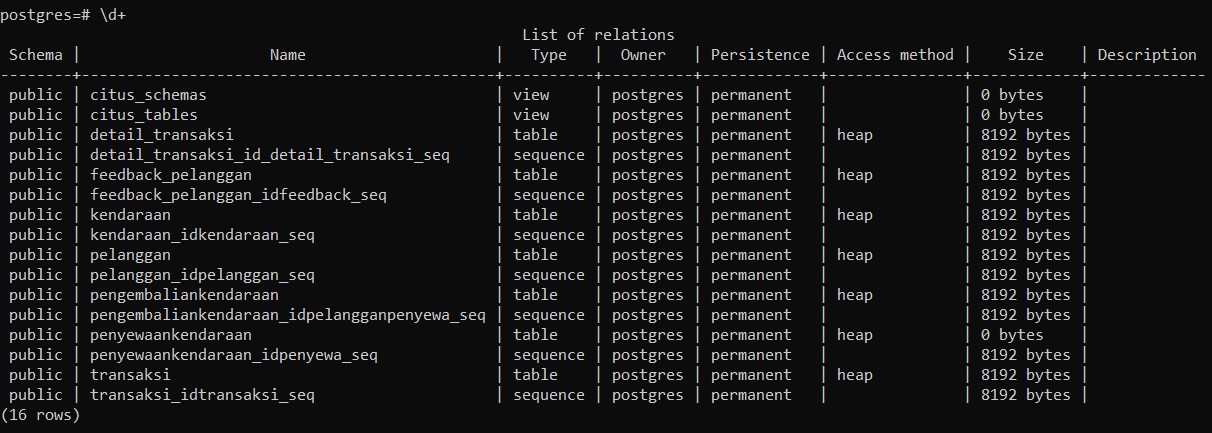 postgres=# \d+
List of relations
Schema | Name | Type | Owner | Persistence | Access method | Size | Description
--------+---------------------------------------------+----------+----------+-------------+---------------+------------+-------------
public | citus_schemas | view | postgres | permanent | | 0 bytes |
public | citus_tables | view | postgres | permanent | | 0 bytes |
public | detail_transaksi | table | postgres | permanent | heap | 8192 bytes |
public | detail_transaksi_id_detail_transaksi_seq | sequence | postgres | permanent | | 8192 bytes |
public | feedback_pelanggan | table | postgres | permanent | heap | 8192 bytes |
public | feedback_pelanggan_idfeedback_seq | sequence | postgres | permanent | | 8192 bytes |
public | kendaraan | table | postgres | permanent | heap | 8192 bytes |
public | kendaraan_idkendaraan_seq | sequence | postgres | permanent | | 8192 bytes |
public | pelanggan | table | postgres | permanent | heap | 8192 bytes |
public | pelanggan_idpelanggan_seq | sequence | postgres | permanent | | 8192 bytes |
public | pengembaliankendaraan | table | postgres | permanent | heap | 8192 bytes |
public | pengembaliankendaraan_idpelangganpenyewa_seq | sequence | postgres | permanent | | 8192 bytes |
public | penyewaankendaraan | table | postgres | permanent | heap | 0 bytes |
public | penyewaankendaraan_idpenyewa_seq | sequence | postgres | permanent | | 8192 bytes |
public | transaksi | table | postgres | permanent | heap | 8192 bytes |
public | transaksi_idtransaksi_seq | sequence | postgres | permanent | | 8192 bytes |
(16 rows)